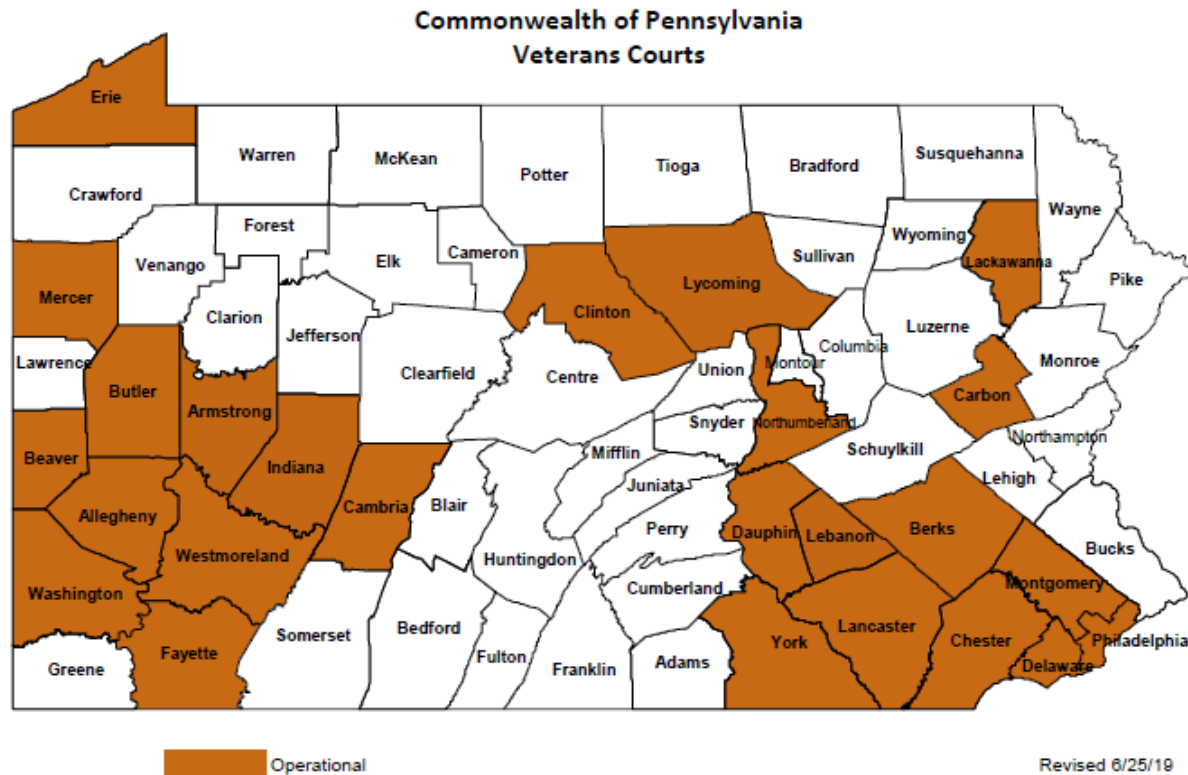 Commonwealth of Pennsylvania
Veterans Courts
Erie
Warren
McKean
Potter
Tioga
Bradford
Susquehanna
Crawford
Wayne
Forest
Wyoming
Venango
Elk
Cameron
Sullivan
Lackawanna
Pike
Mercer
Lycoming
Clinton
Clarion
Jefferson
Luzerne
Columbia
Lawrence
Montour
Monroe
Union
Clearfield
Centre
Butler
Carbon
Armstrong
Northumberland
Snyder
Northampton
Schuylkill
Mifflin
Beaver
Indiana
Lehigh
Juniata
Cambria
Blair
Allegheny
Perry
Dauphin
Lebanon
Berks
Bucks
Westmoreland
Huntingdon
Montgomery
Cumberland
Washington
Bedford
Somerset
Lancaster
York
Chester
Philadelphia
Fayette
Fulton
Adams
Delaware
Greene
Franklin
Operational
Revised 6/25/19